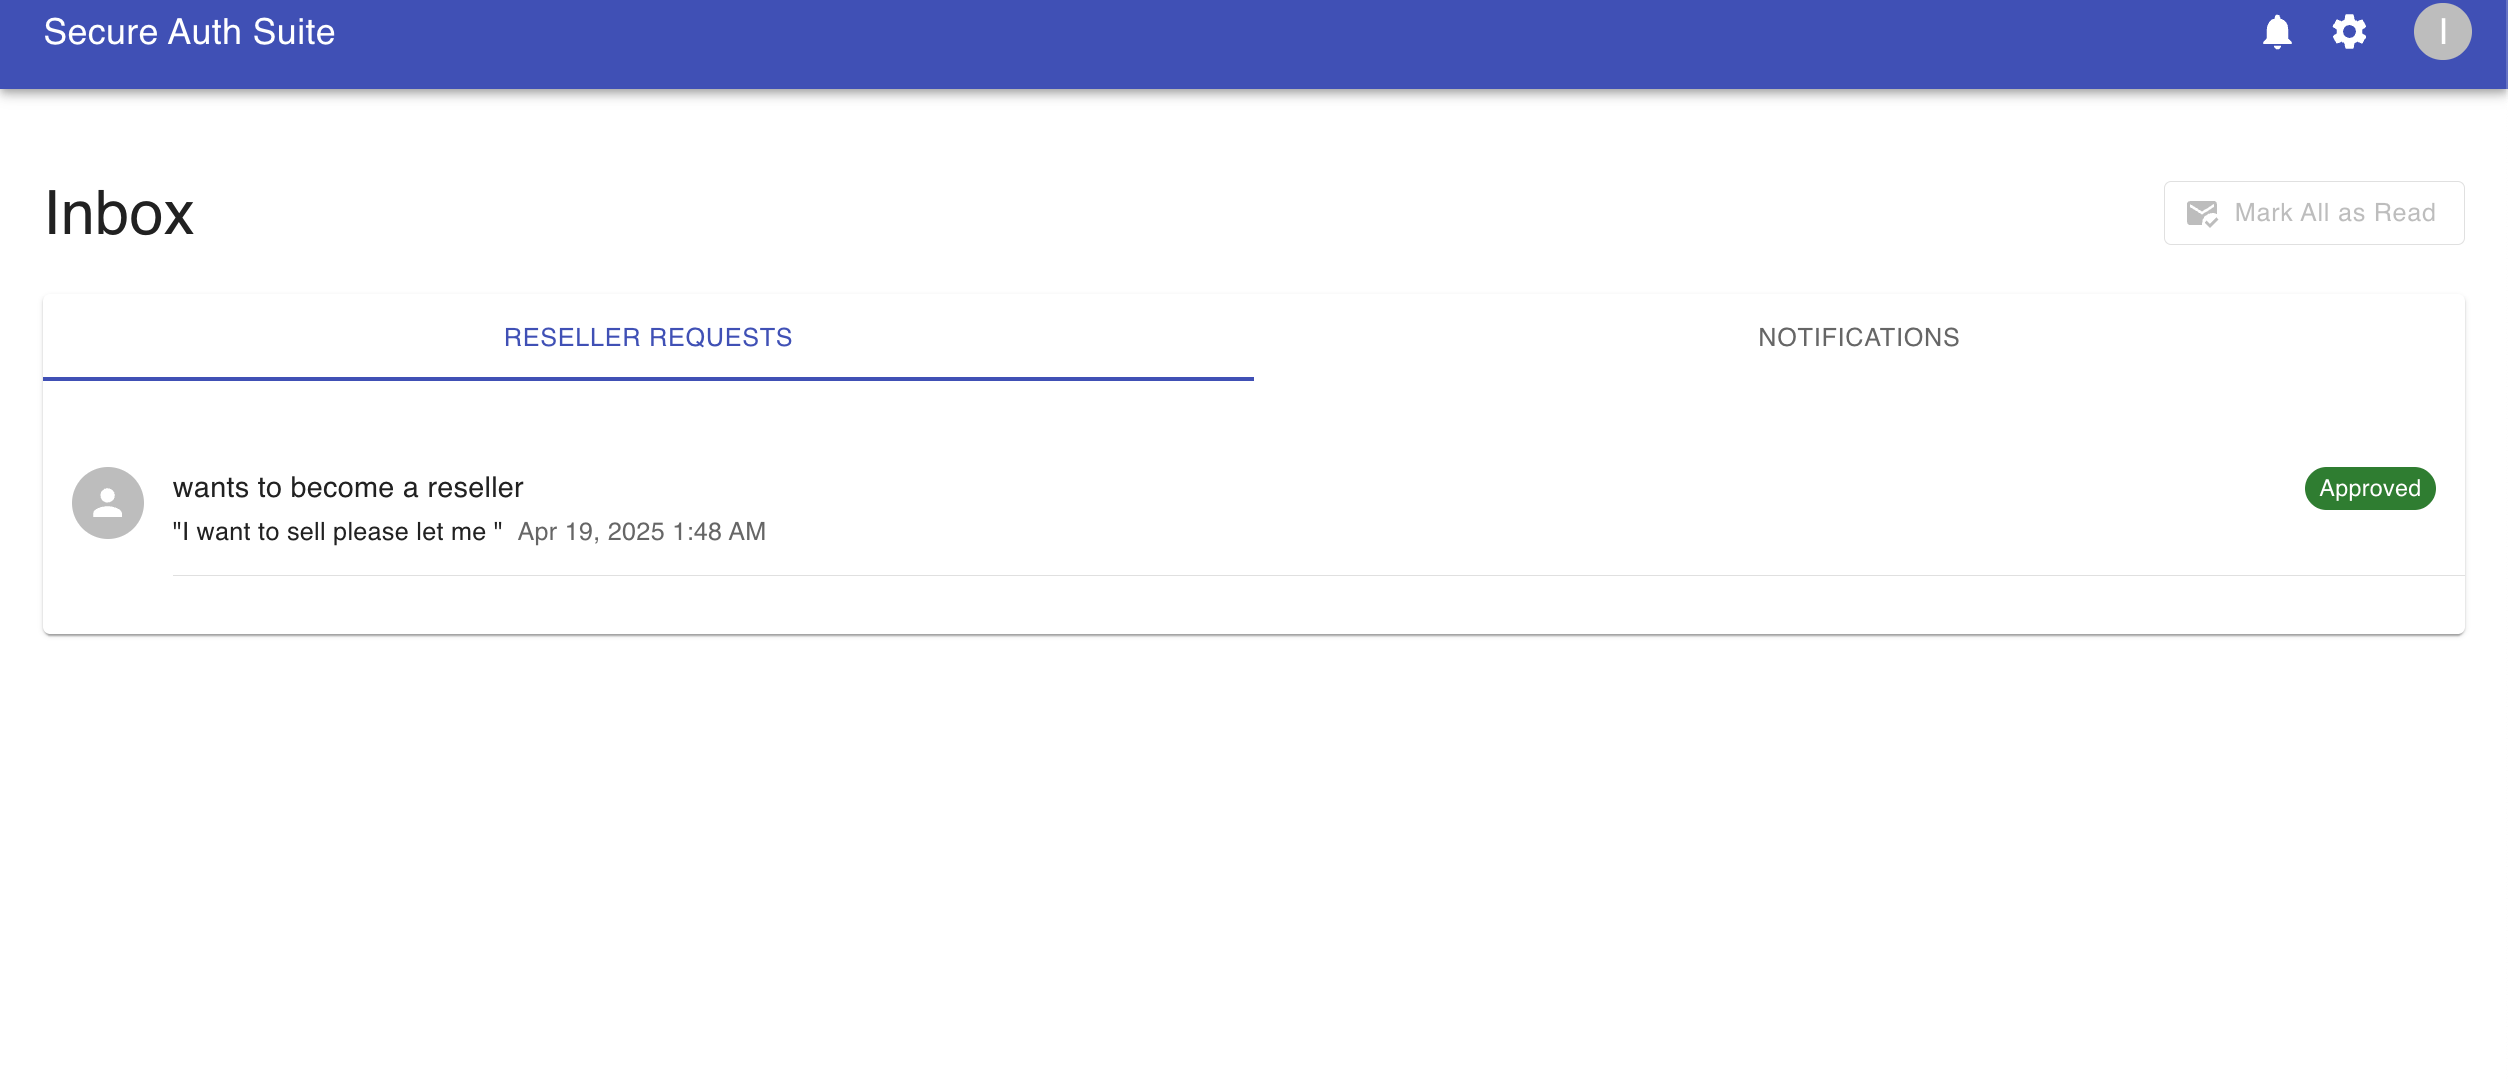 Secure Auth Suite
I
Inbox
Mark All as Read
RESELLER REQUESTS
NOTIFICATIONS
wants to become a reseller
Approved
"I want to sell please let me " Apr 19, 2025 1:48 AM